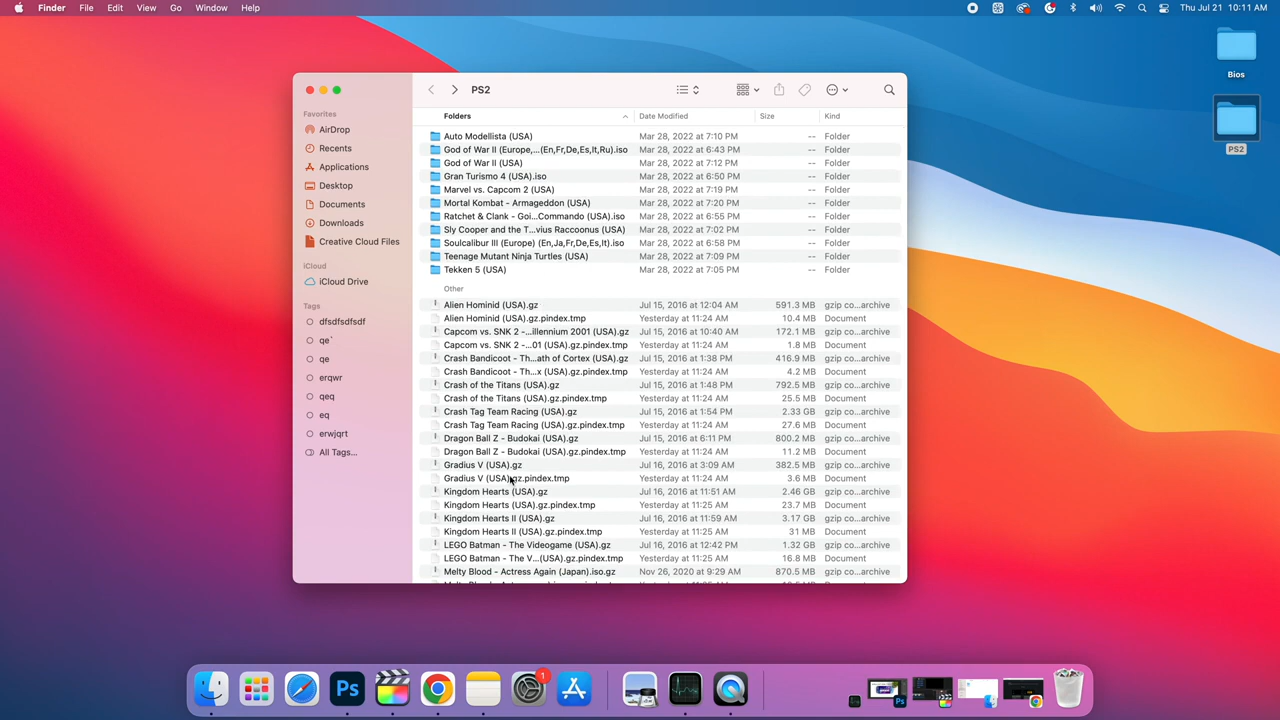 Finder File Edit View Go Window Help Thu Jul 21 10:11 AM
Bios
PS2
PS2
Favorites
AirDrop
Recents
Applications
Desktop
Documents
Downloads
Creative Cloud Files
iCloud
iCloud Drive
Tags
dfsdfsdfsdf
qe`
qe
erqwr
qeq
eq
erwjqrt
All Tags...
Folders Date Modified Size Kind
Auto Modellista (USA) Mar 28, 2022 at 7:10 PM -- Folder
God of War II (Europe,...(En,Fr,De,Es,It,Ru).iso Mar 28, 2022 at 6:43 PM -- Folder
God of War II (USA) Mar 28, 2022 at 7:12 PM -- Folder
Gran Turismo 4 (USA).iso Mar 28, 2022 at 6:50 PM -- Folder
Marvel vs. Capcom 2 (USA) Mar 28, 2022 at 7:19 PM -- Folder
Mortal Kombat - Armageddon (USA) Mar 28, 2022 at 7:20 PM -- Folder
Ratchet & Clank - Goi...Commando (USA).iso Mar 28, 2022 at 6:55 PM -- Folder
Sly Cooper and the T...vius Raccoonus (USA) Mar 28, 2022 at 7:02 PM -- Folder
Soulcalibur III (Europe) (En,Ja,Fr,De,Es,It).iso Mar 28, 2022 at 6:58 PM -- Folder
Teenage Mutant Ninja Turtles (USA) Mar 28, 2022 at 7:09 PM -- Folder
Tekken 5 (USA) Mar 28, 2022 at 7:05 PM -- Folder
Other
Alien Hominid (USA).gz Jul 15, 2016 at 12:04 AM 591.3 MB gzip co...archive
Alien Hominid (USA).gz.pindex.tmp Yesterday at 11:24 AM 10.4 MB Document
Capcom vs. SNK 2 -...illennium 2001 (USA).gz Jul 15, 2016 at 10:40 AM 172.1 MB gzip co...archive
Capcom vs. SNK 2 -...01 (USA).gz.pindex.tmp Yesterday at 11:24 AM 1.8 MB Document
Crash Bandicoot - Th...ath of Cortex (USA).gz Jul 15, 2016 at 1:38 PM 416.9 MB gzip co...archive
Crash Bandicoot - Th...x (USA).gz.pindex.tmp Yesterday at 11:24 AM 4.2 MB Document
Crash of the Titans (USA).gz Jul 15, 2016 at 1:48 PM 792.5 MB gzip co...archive
Crash of the Titans (USA).gz.pindex.tmp Yesterday at 11:24 AM 25.5 MB Document
Crash Tag Team Racing (USA).gz Jul 15, 2016 at 1:54 PM 2.33 GB gzip co...archive
Crash Tag Team Racing (USA).gz.pindex.tmp Yesterday at 11:24 AM 27.6 MB Document
Dragon Ball Z - Budokai (USA).gz Jul 15, 2016 at 6:11 PM 800.2 MB gzip co...archive
Dragon Ball Z - Budokai (USA).gz.pindex.tmp Yesterday at 11:24 AM 11.2 MB Document
Gradius V (USA).gz Jul 16, 2016 at 3:09 AM 382.5 MB gzip co...archive
Gradius V (USA).gz.pindex.tmp Yesterday at 11:24 AM 3.6 MB Document
Kingdom Hearts (USA).gz Jul 16, 2016 at 11:51 AM 2.46 GB gzip co...archive
Kingdom Hearts (USA).gz.pindex.tmp Yesterday at 11:25 AM 23.7 MB Document
Kingdom Hearts II (USA).gz Jul 16, 2016 at 11:59 AM 3.17 GB gzip co...archive
Kingdom Hearts II (USA).gz.pindex.tmp Yesterday at 11:25 AM 31 MB Document
LEGO Batman - The Videogame (USA).gz Jul 16, 2016 at 12:42 PM 1.32 GB gzip co...archive
LEGO Batman - The V...(USA).gz.pindex.tmp Yesterday at 11:25 AM 16.8 MB Document
Melty Blood - Actress Again (Japan).iso.gz Nov 26, 2020 at 9:29 AM 870.5 MB gzip co...archive
Ps
1